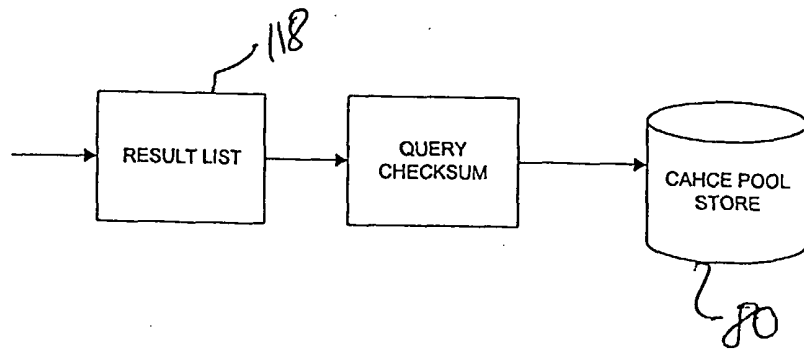 118
RESULT LIST
QUERY
CHECKSUM
CAHCE POOL
STORE
80